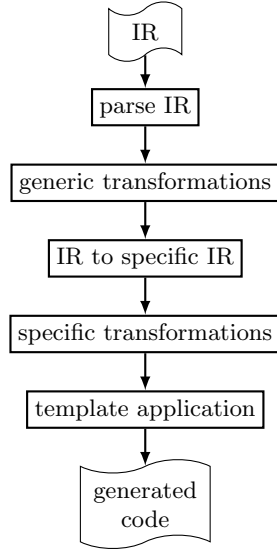 IR
parse IR
generic transformations
IR to specific IR
specific transformations
template application
generated
code